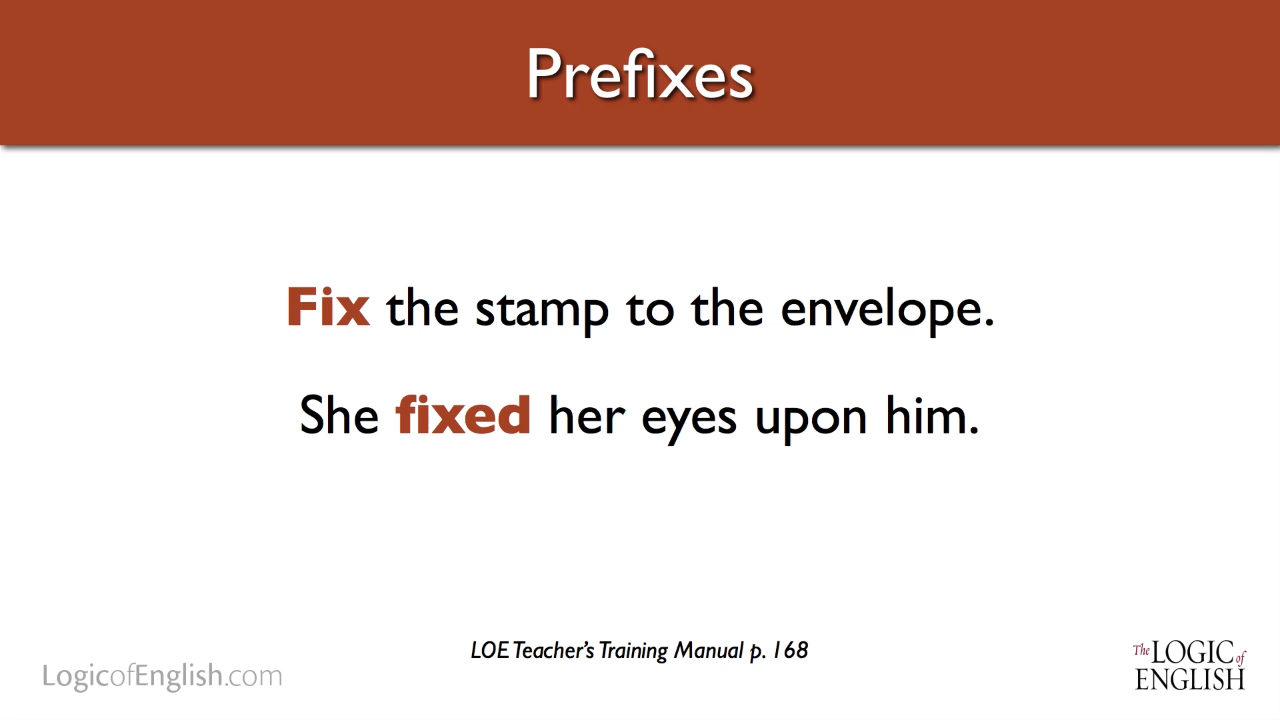 Prefixes
Fix the stamp to the envelope.
She fixed her eyes upon him.
LOE Teacher's Training Manual p. 168
LogicofEnglish.com
The LOGIC of
ENGLISH